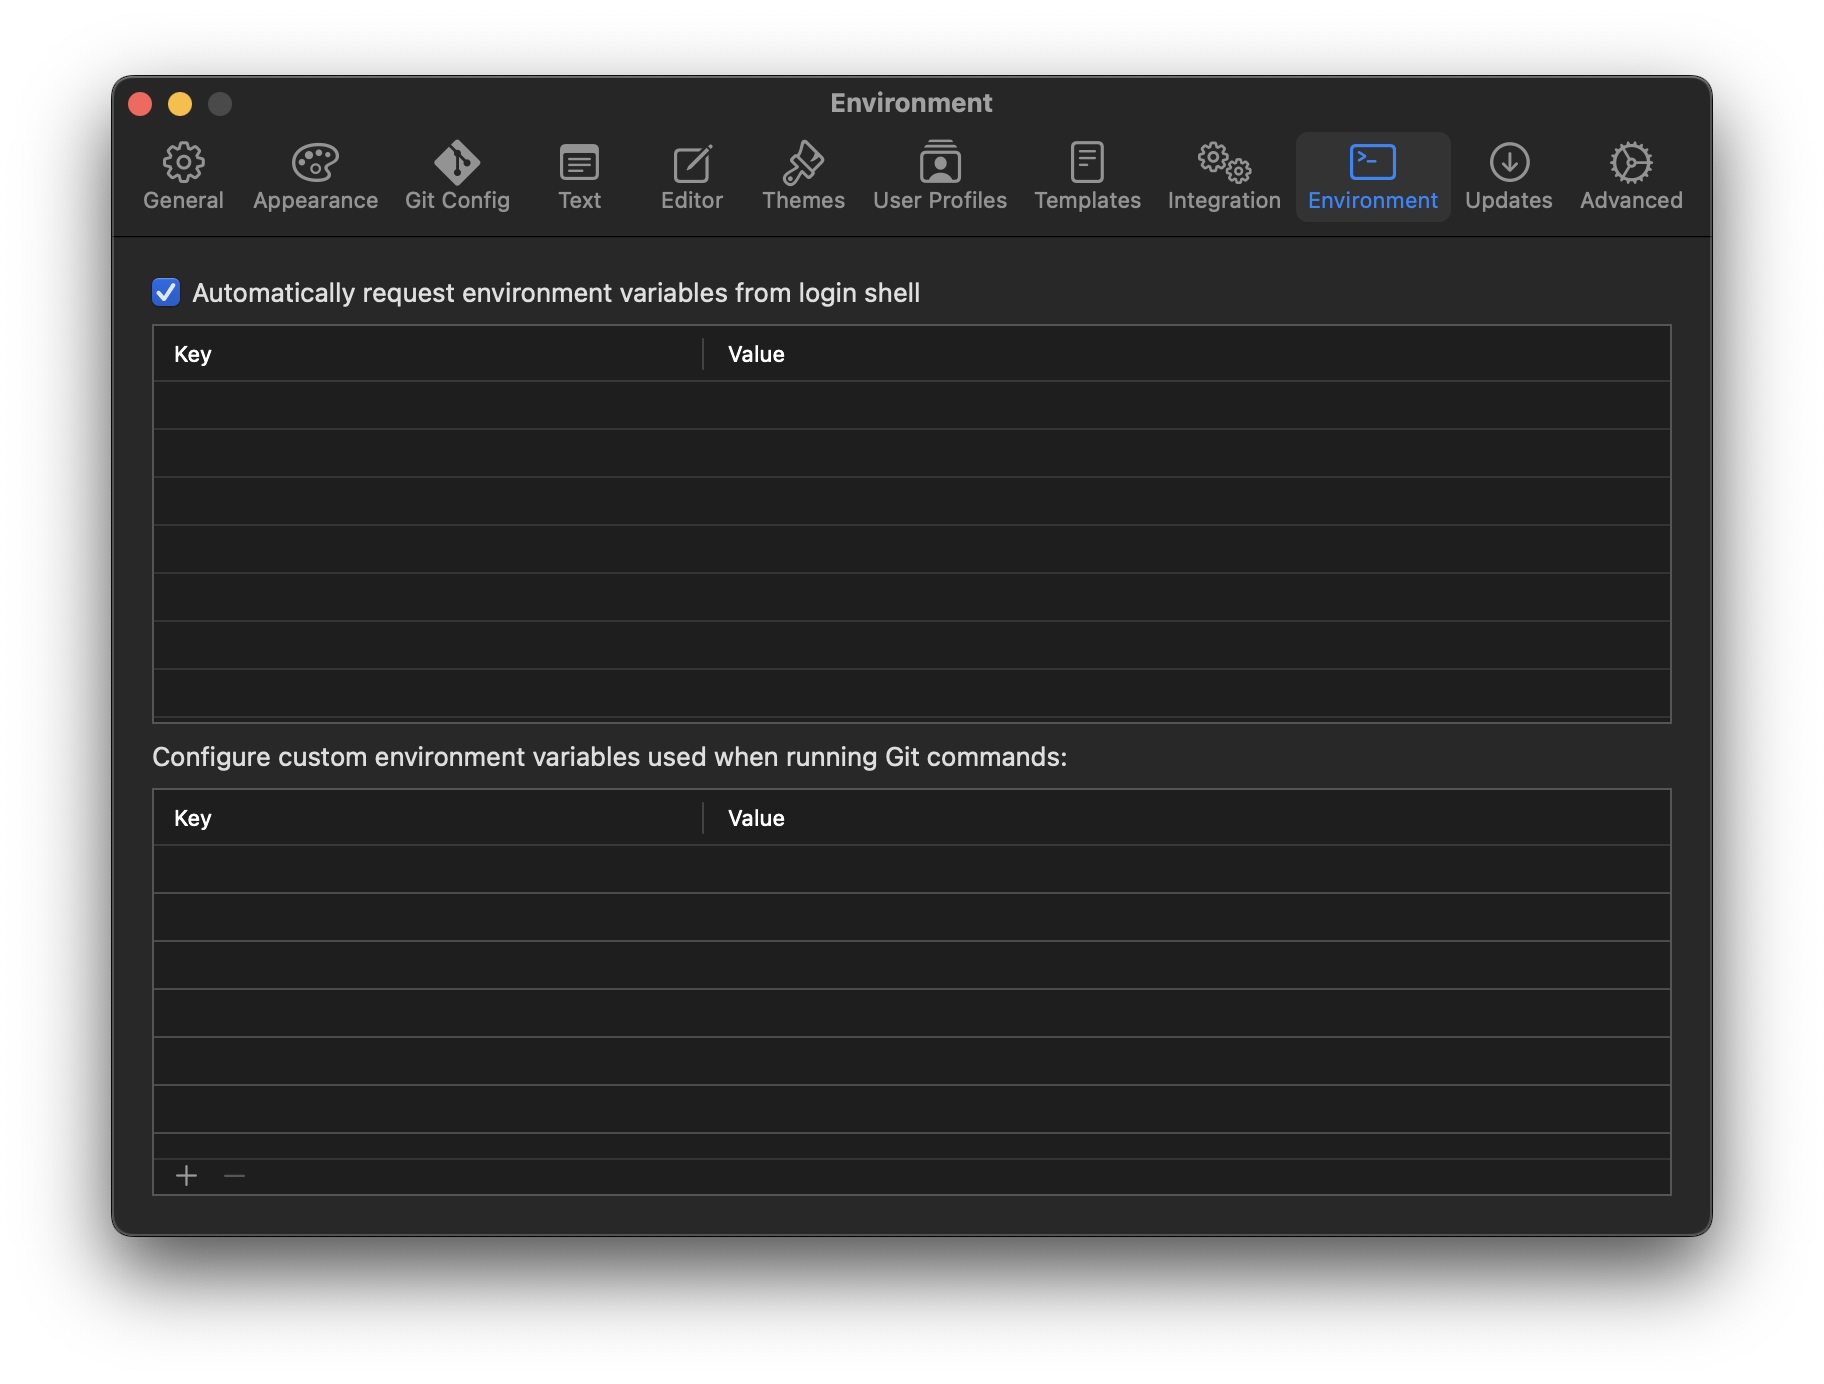 Environment
General
Appearance
Git Config
Text
Editor
Themes
User Profiles
Templates
Integration
Environment
Updates
Advanced
Automatically request environment variables from login shell
Key Value
Configure custom environment variables used when running Git commands:
Key Value